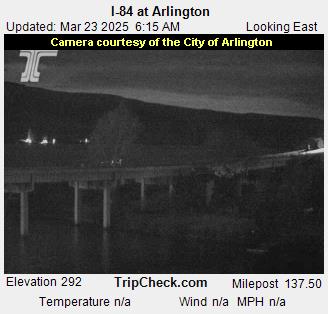 I-84 at Arlington
Updated: Mar 23 2025 6:15 AM Looking East
Camera courtesy of the City of Arlington
Elevation 292 TripCheck.com Milepost 137.50
Temperature n/a Wind n/a MPH n/a